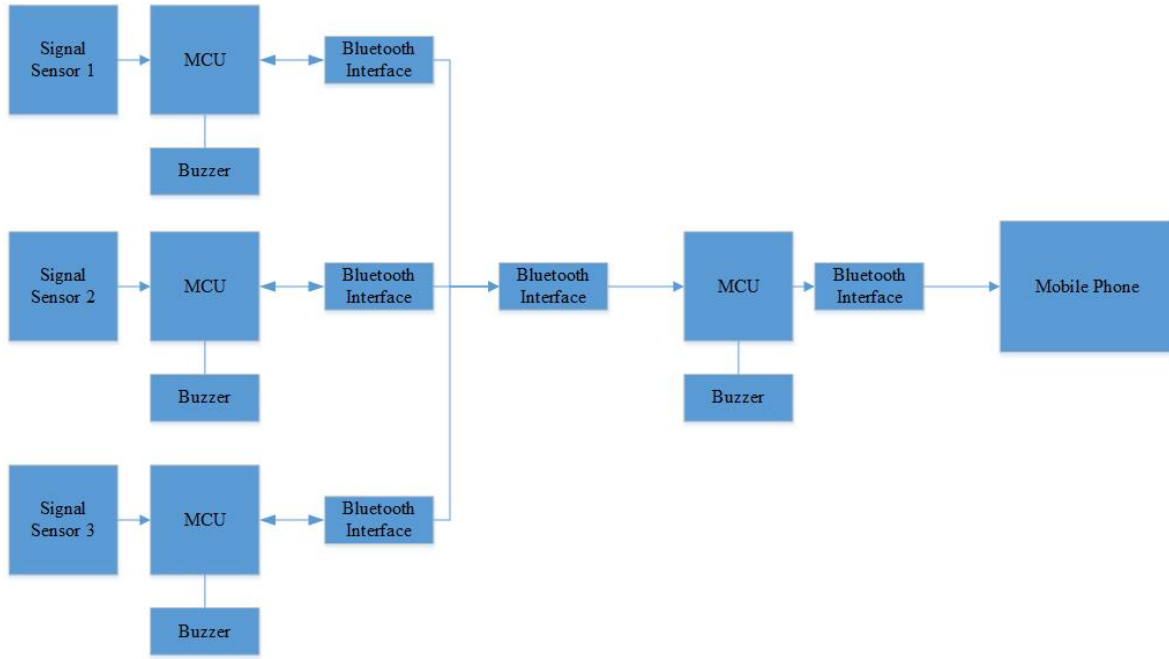 Signal
Sensor 1
MCU
Bluetooth
Interface
Buzzer
Signal
Sensor 2
MCU
Bluetooth
Interface
Bluetooth
Interface
MCU
Bluetooth
Interface
Mobile Phone
Buzzer
Buzzer
Signal
Sensor 3
MCU
Bluetooth
Interface
Buzzer